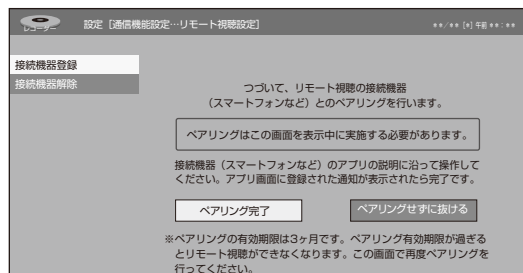 レコーダー
設定［通信機能設定…リモート視聴設定］
**/** [*] 午前 **:**
接続機器登録
接続機器解除
つづいて、リモート視聴の接続機器
（スマートフォンなど）とのペアリングを行います。
ペアリングはこの画面を表示中に実施する必要があります。
接続機器（スマートフォンなど）のアプリの説明に沿って操作して
ください。アプリ画面に登録された通知が表示されたら完了です。
ペアリング完了
ペアリングせずに抜ける
※ペアリングの有効期限は3ヶ月です。ペアリング有効期限が過ぎる
とリモート視聴ができなくなります。この画面で再度ペアリングを
行ってください。